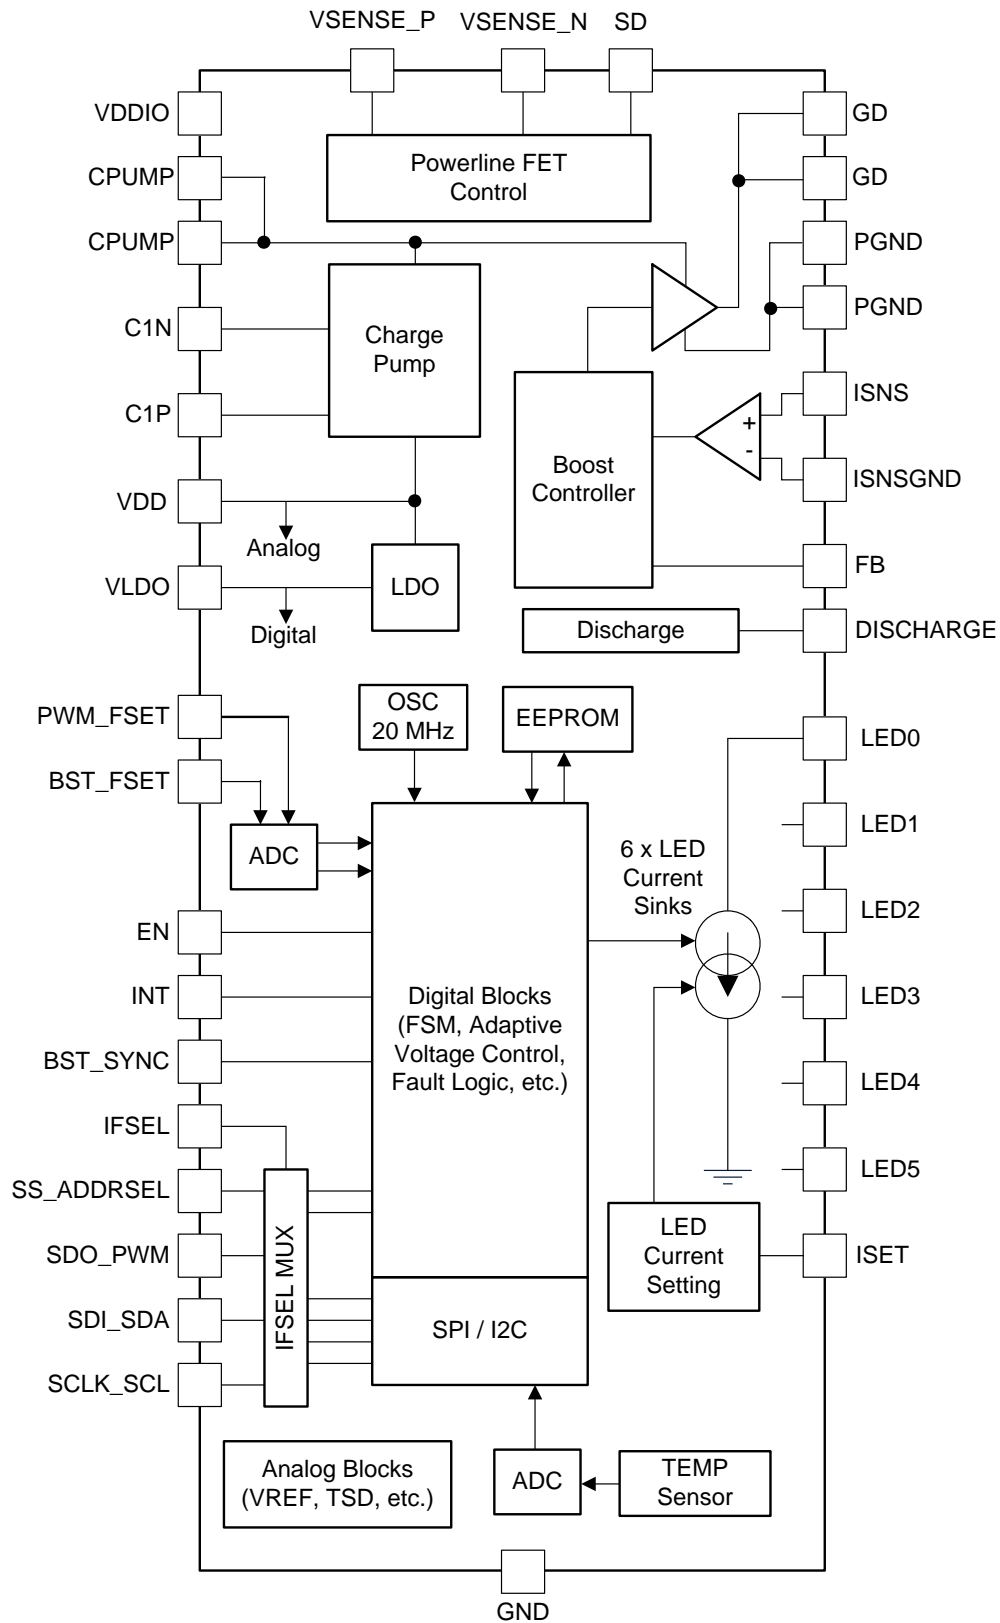 VSENSE_P
VSENSE_N
SD
VDDIO
CPUMP
CPUMP
C1N
C1P
VDD
VLDO
PWM_FSET
BST_FSET
EN
INT
BST_SYNC
IFSEL
SS_ADDRSEL
SDO_PWM
SDI_SDA
SCLK_SCL
Powerline FET
Control
Charge
Pump
Analog
LDO
Digital
Boost
Controller
+
-
Discharge
OSC
20 MHz
EEPROM
ADC
6 x LED
Current
Sinks
Digital Blocks
(FSM, Adaptive
Voltage Control,
Fault Logic, etc.)
IFSEL MUX
SPI / I2C
LED
Current
Setting
Analog Blocks
(VREF, TSD, etc.)
ADC
TEMP
Sensor
GD
GD
PGND
PGND
ISNS
ISNSGND
FB
DISCHARGE
LED0
LED1
LED2
LED3
LED4
LED5
ISET
GND